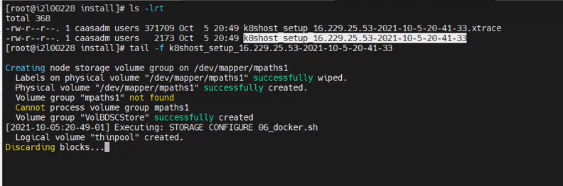 [root@i2l00228 install]# ls -lrt
total 368
-rw-r--r--. 1 caasadm users 371709 Oct  5 20:49 k8shost_setup_16.229.25.53-2021-10-5-20-41-33.xtrace
-rw-r--r--. 1 caasadm users   2173 Oct  5 20:49 k8shost_setup_16.229.25.53-2021-10-5-20-41-33
[root@i2l00228 install]# tail -f k8shost_setup_16.229.25.53-2021-10-5-20-41-33
Creating node storage volume group on /dev/mapper/mpaths1
Labels on physical volume "/dev/mapper/mpaths1" successfully wiped.
Physical volume "/dev/mapper/mpaths1" successfully created.
Volume group "mpaths1" not found
Cannot process volume group mpaths1
Volume group "VolBDSCStore" successfully created
[2021-10-05:20-49-01] Executing: STORAGE CONFIGURE 06_docker.sh
Logical volume "thinpool" created.
Discarding blocks...